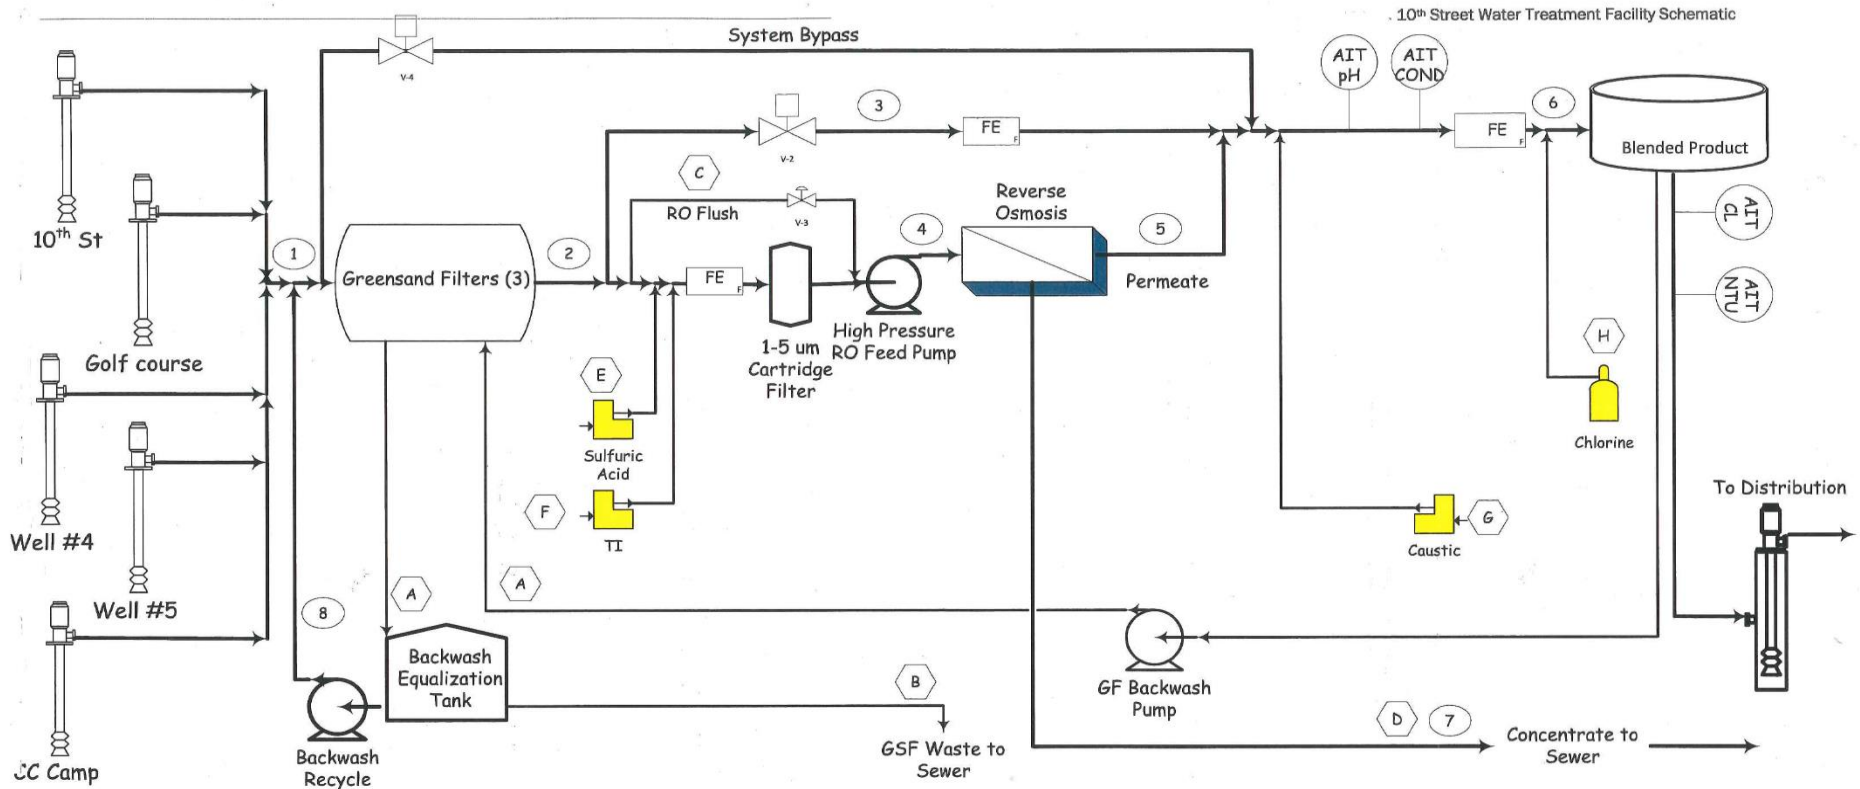 . 10th Street Water Treatment Facility Schematic
System Bypass
V-4
AIT
pH
AIT
COND
3
6
FE
F
FE
F
V-2
Blended Product
10th St
C
RO Flush
V-3
Reverse
Osmosis
AIT
CL
1
Greensand Filters (3)
2
4
5
FE
F
Permeate
AIT
NTU
High Pressure
RO Feed Pump
1-5 um
Cartridge
Filter
Golf course
H
E
Chlorine
Sulfuric
Acid
To Distribution
F
TI
G
Caustic
Well #4
Well #5
8
A
A
Backwash
Equalization
Tank
B
GF Backwash
Pump
D
7
Concentrate to
Sewer
GSF Waste to
Sewer
Backwash
Recycle
CC Camp